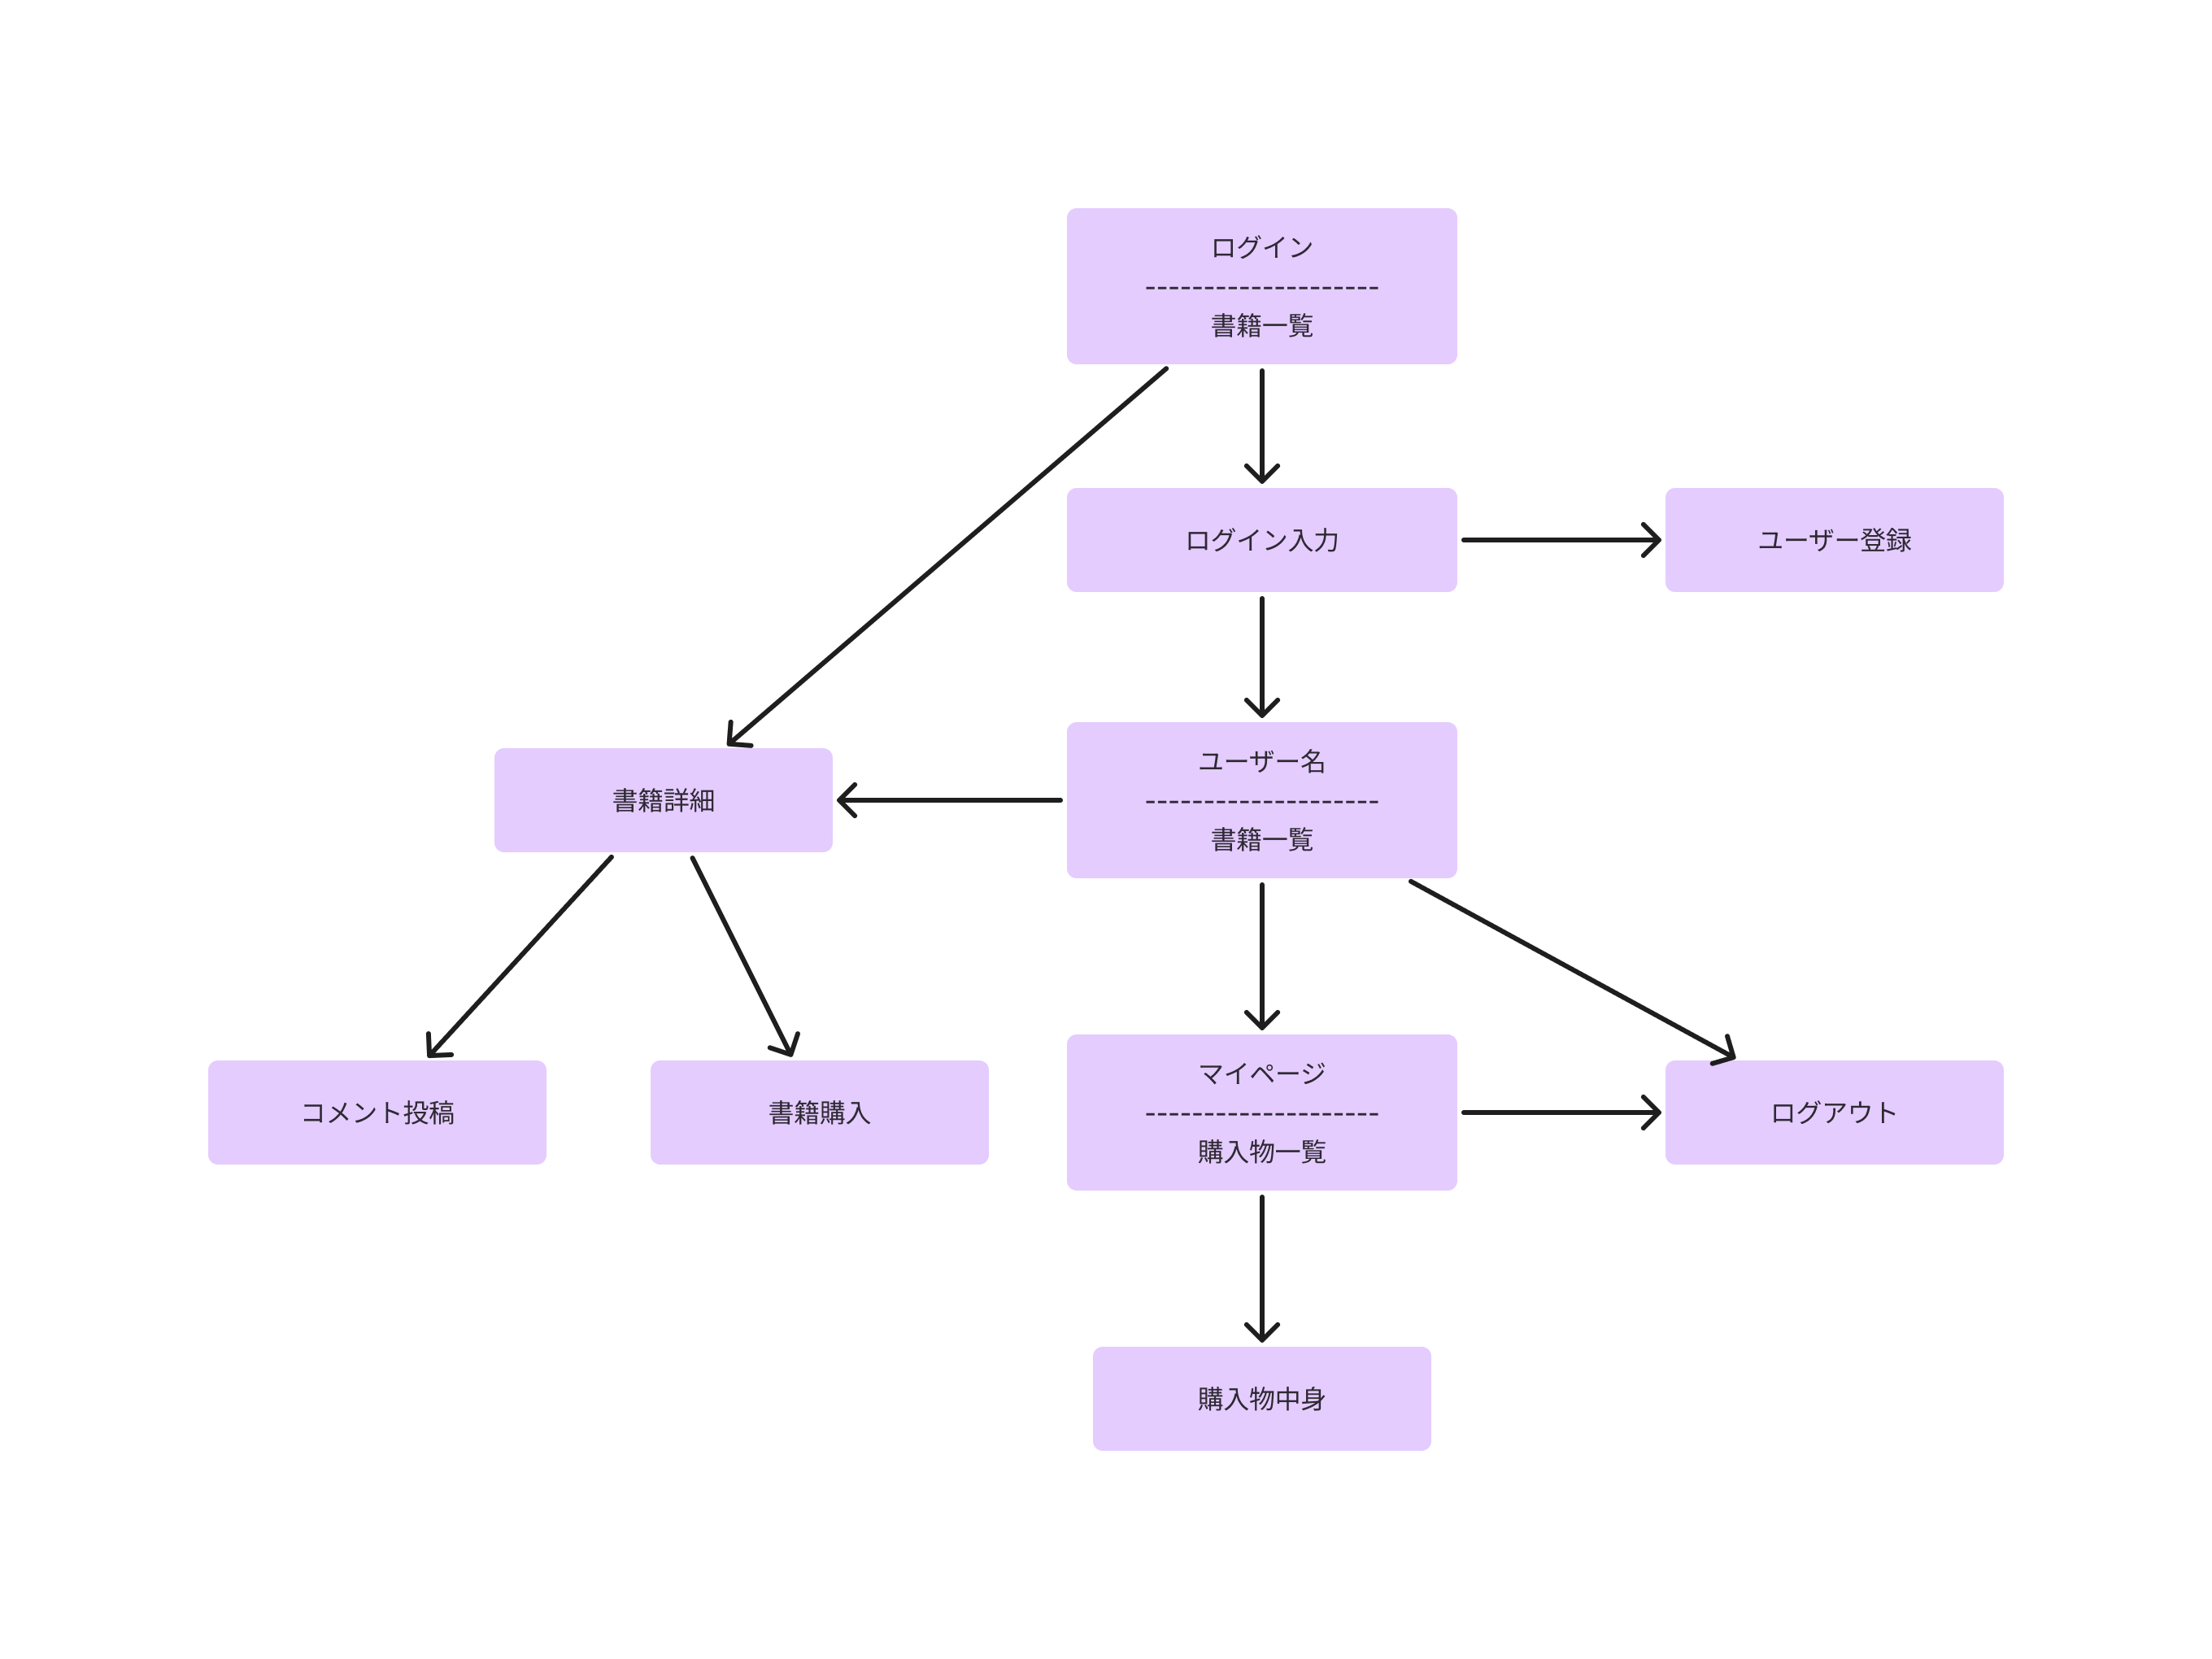 ログイン
--------------------
書籍一覧
ログイン入力
ユーザー登録
ユーザー名
--------------------
書籍一覧
書籍詳細
マイページ
--------------------
購入物一覧
コメント投稿
書籍購入
ログアウト
購入物中身